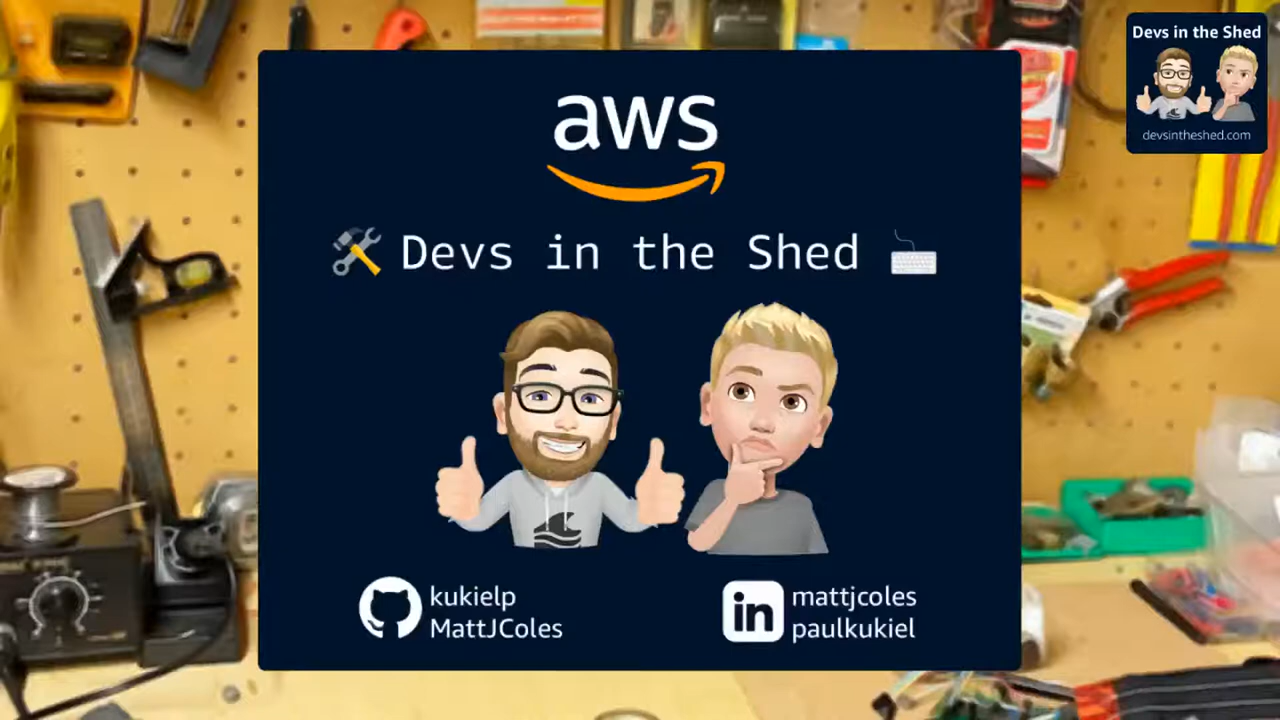 aws
Devs in the Shed
kukielp
MattJColes
mattjcoles
paulkukiel
Devs in the Shed
devsintheshed.com